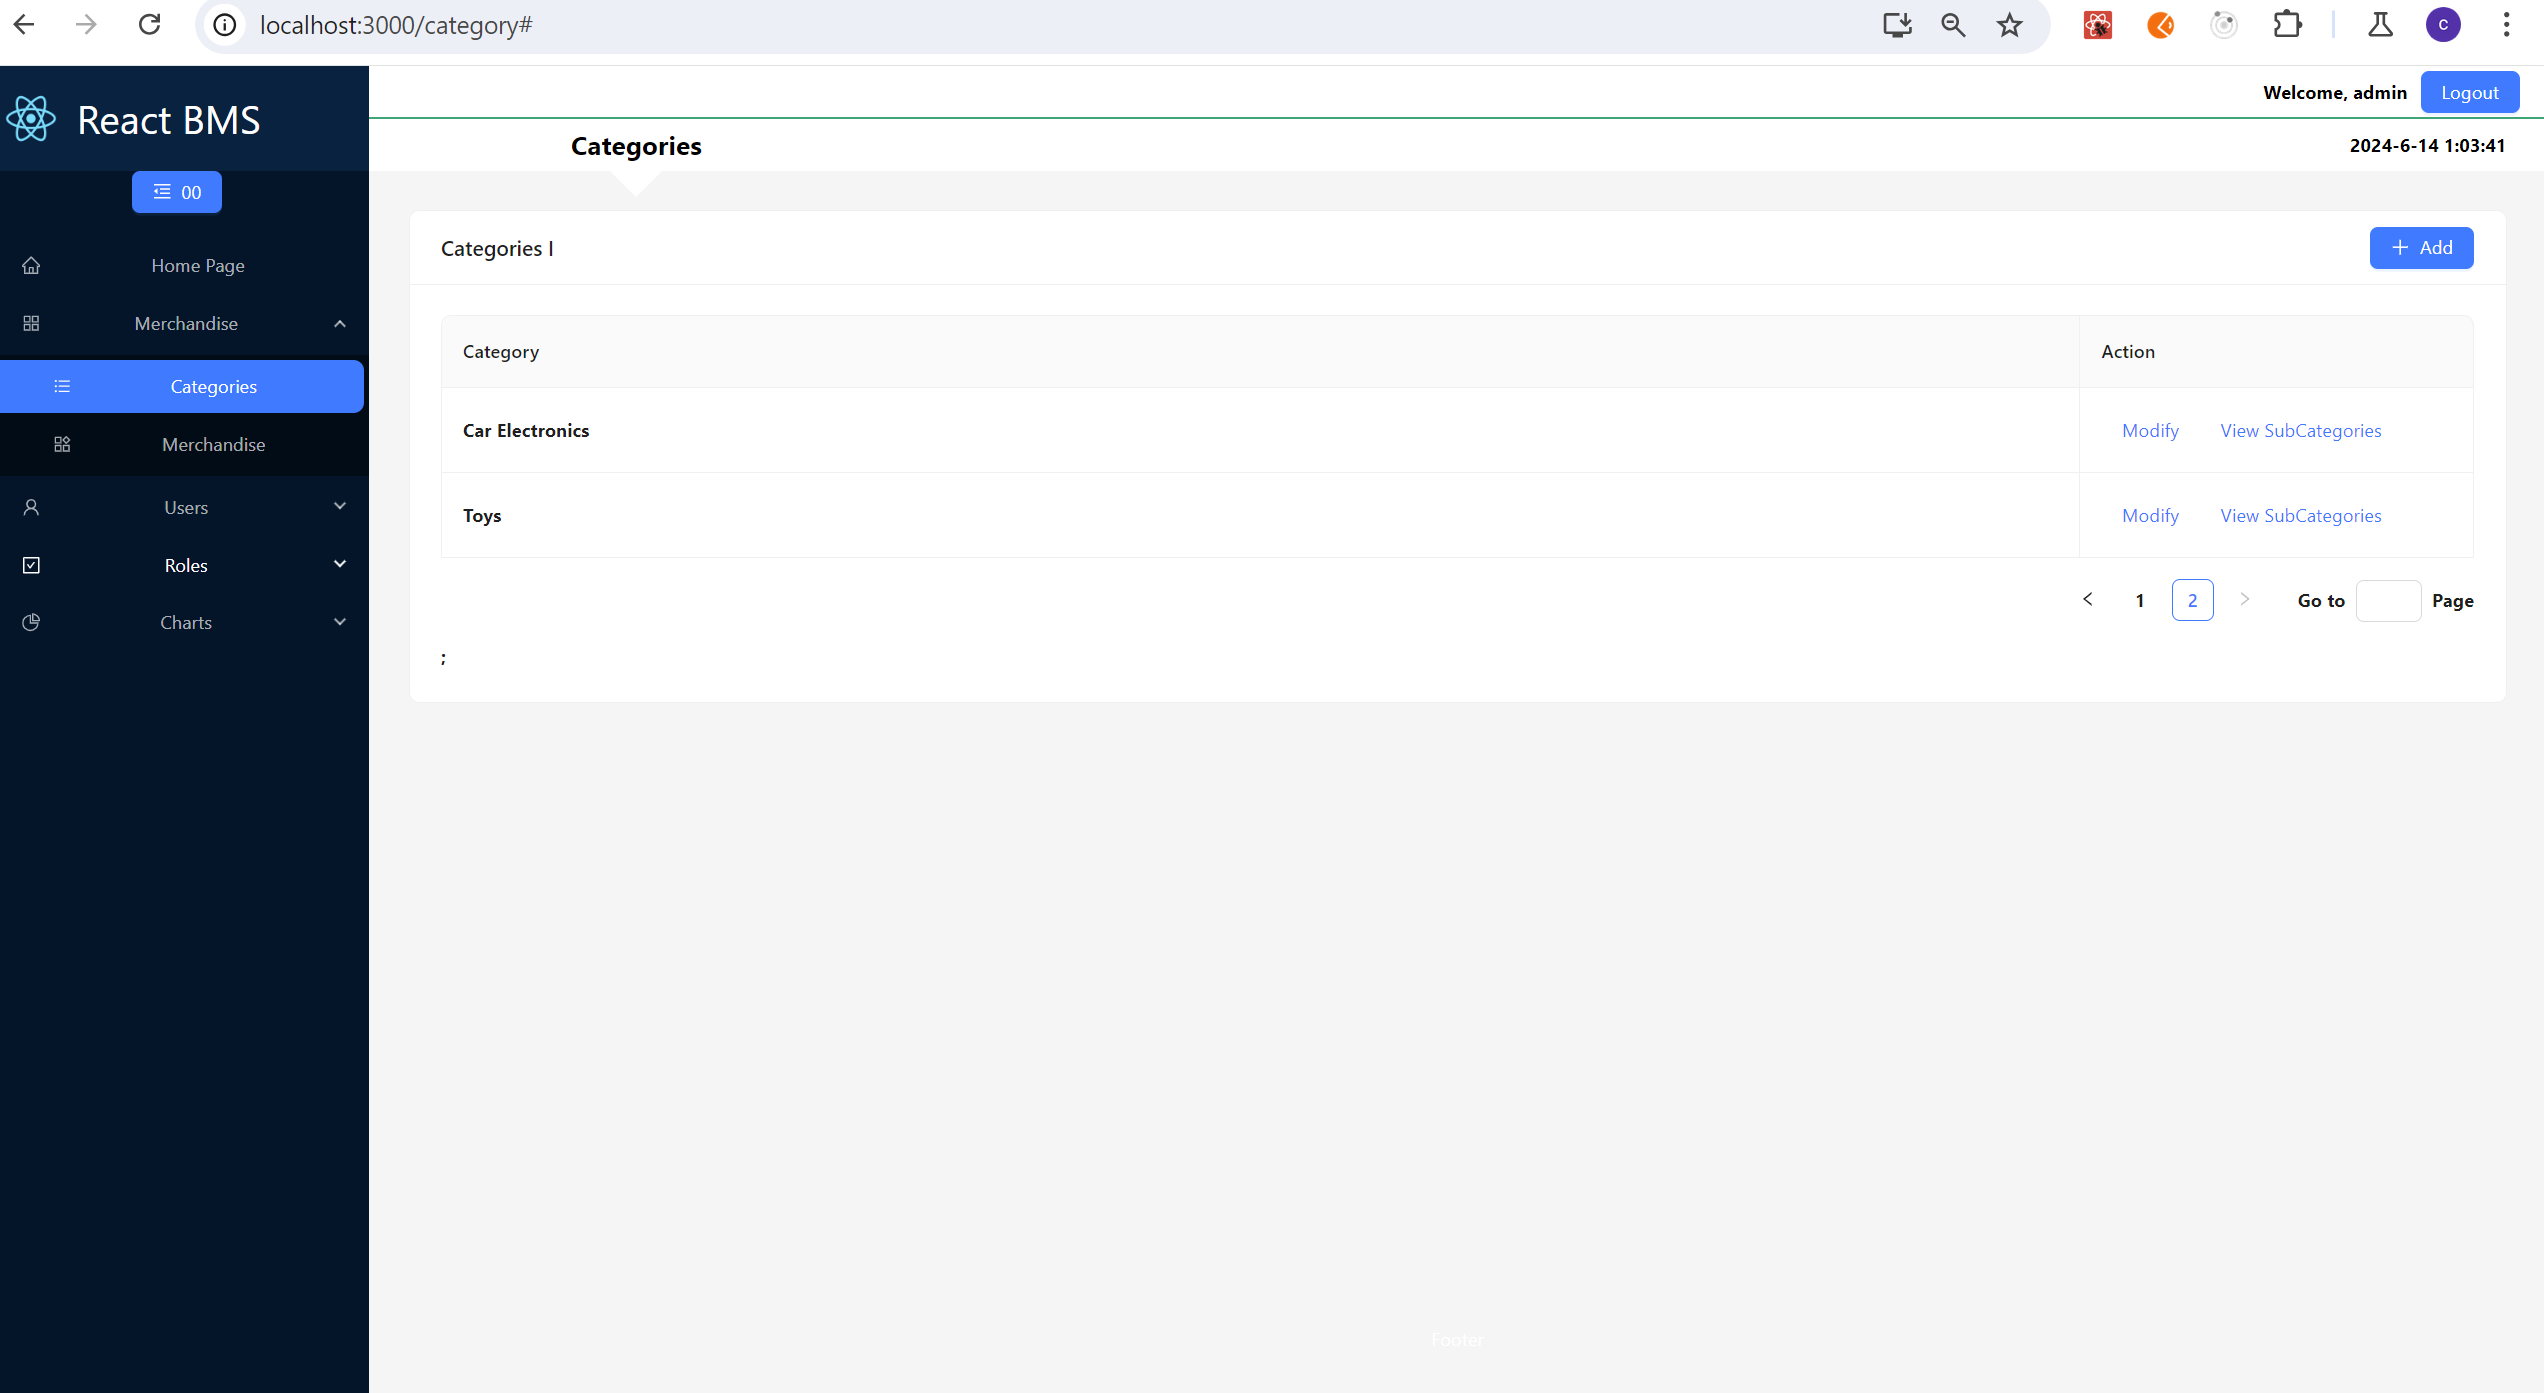 localhost:3000/category#
C
React BMS
Welcome, admin
Logout
Categories
2024-6-14 1:03:41
00
Home Page
Merchandise
Categories
Merchandise
Users
Roles
Charts
Categories I
Add
Category
Action
Car Electronics
Modify
View SubCategories
Toys
Modify
View SubCategories
1
2
Go to
Page
;
Footer